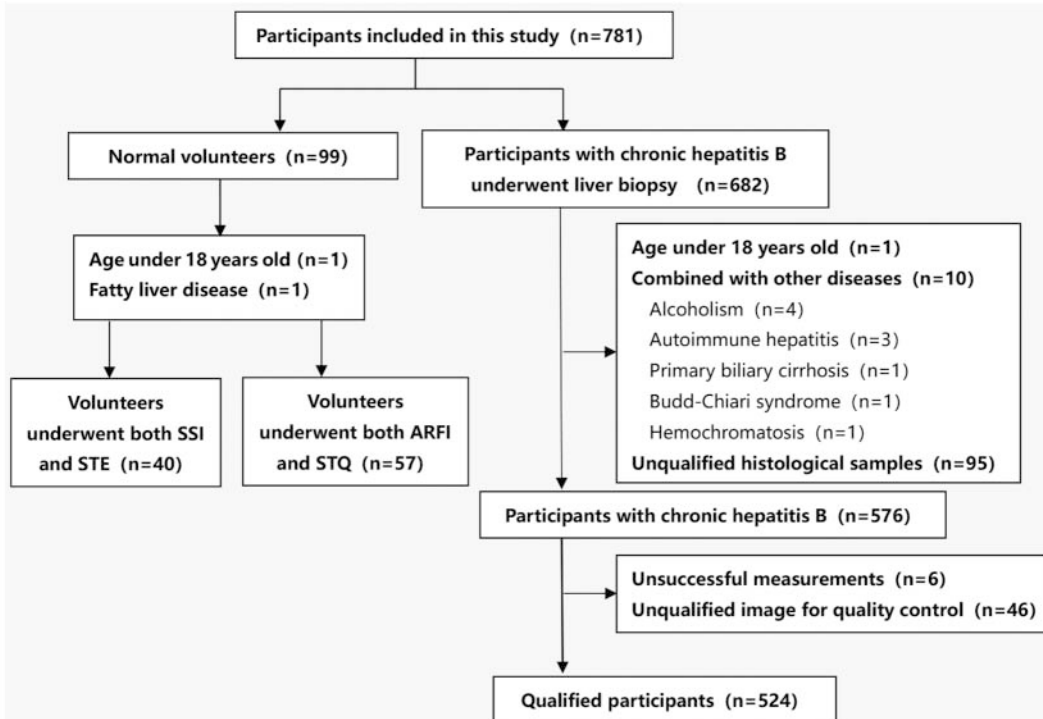 Participants included in this study (n=781)
Normal volunteers (n=99)
Participants with chronic hepatitis B
underwent liver biopsy (n=682)
Age under 18 years old (n=1)
Fatty liver disease (n=1)
Volunteers
underwent both SSI
and STE (n=40)
Volunteers
underwent both ARFI
and STQ (n=57)
Age under 18 years old (n=1)
Combined with other diseases (n=10)
Alcoholism (n=4)
Autoimmune hepatitis (n=3)
Primary biliary cirrhosis (n=1)
Budd-Chiari syndrome (n=1)
Hemochromatosis (n=1)
Unqualified histological samples (n=95)
Participants with chronic hepatitis B (n=576)
Unsuccessful measurements (n=6)
Unqualified image for quality control (n=46)
Qualified participants (n=524)